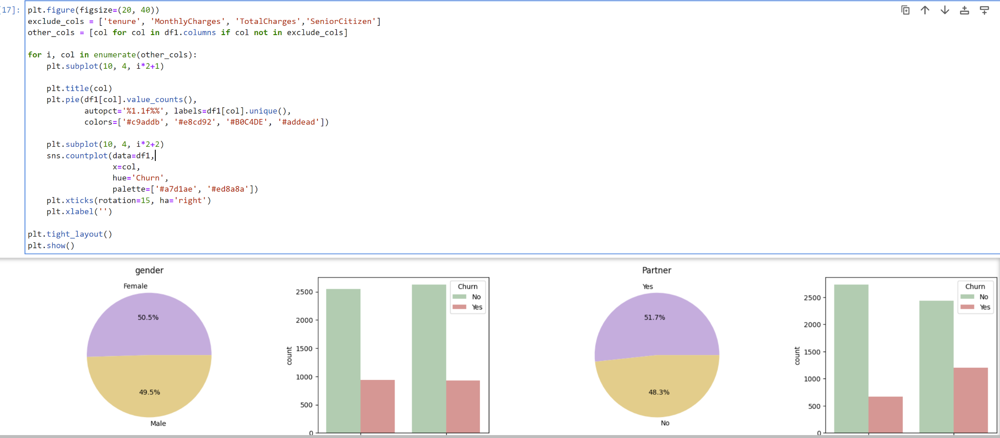 [17]:
plt.figure(figsize=(20, 40))
exclude_cols = ['tenure', 'MonthlyCharges', 'TotalCharges','SeniorCitizen']
other_cols = [col for col in df1.columns if col not in exclude_cols]
for i, col in enumerate(other_cols):
    plt.subplot(10, 4, i*2+1)
    plt.title(col)
    plt.pie(df1[col].value_counts(),
            autopct='%1.1f%%', labels=df1[col].unique(),
            colors=['#c9addb', '#e8cd92', '#B0C4DE', '#addead'])
    plt.subplot(10, 4, i*2+2)
    sns.countplot(data=df1,
                  x=col,
                  hue='Churn',
                  palette=['#a7d1ae', '#ed8a8a'])
    plt.xticks(rotation=15, ha='right')
    plt.xlabel('')
plt.tight_layout()
plt.show()
gender
Female
50.5%
49.5%
Male
count
2500
2000
1500
1000
500
0
Churn
No
Yes
Partner
Yes
51.7%
48.3%
No
count
2500
2000
1500
1000
500
0
Churn
No
Yes